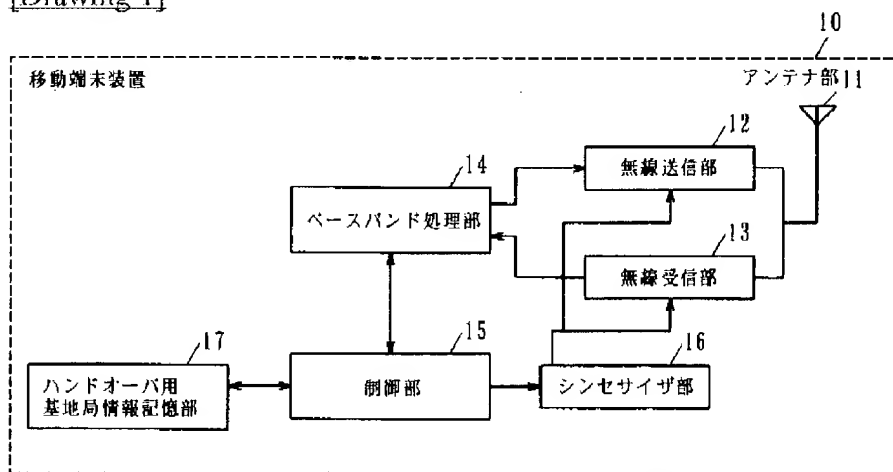 [Drawing 1]
10
移動端末装置
アンテナ部 11
12
無線送信部
14
ベースバンド処理部
13
無線受信部
15
制御部
16
シンセサイザ部
17
ハンドオーバ用
基地局情報記憶部